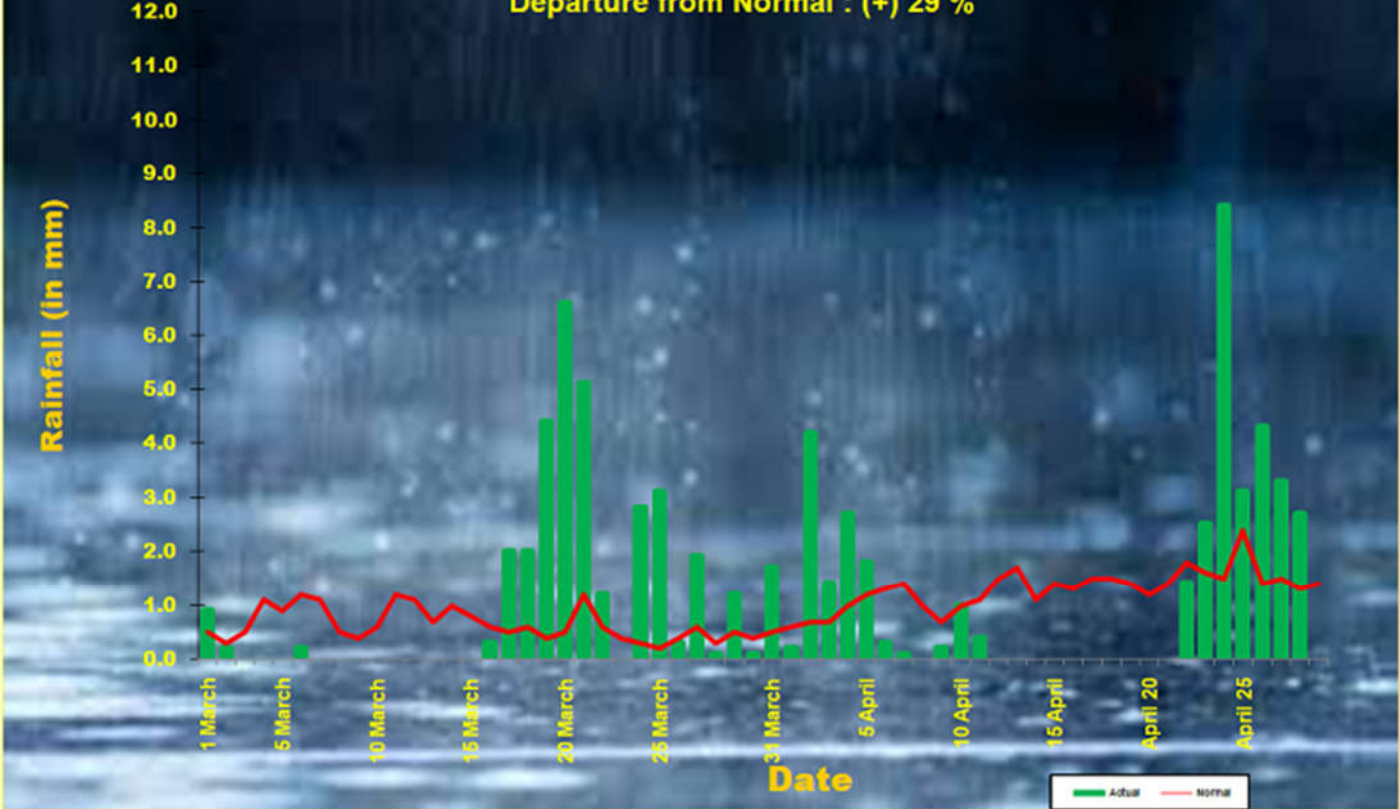 Departure from Normal : (+) 29 %
12.0
11.0
10.0
9.0
8.0
7.0
6.0
5.0
4.0
3.0
2.0
1.0
0.0
Rainfall (in mm)
1 March
5 March
10 March
15 March
20 March
25 March
31 March
5 April
10 April
15 April
April 20
April 25
Date
Actual
Normal